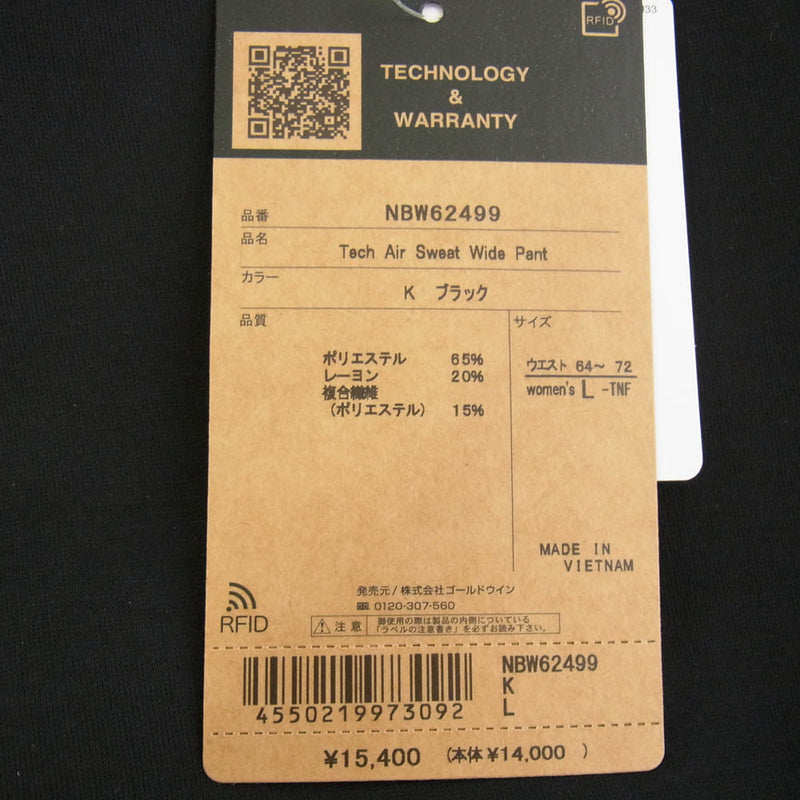 RFID
033
TECHNOLOGY
&
WARRANTY
品番 NBW62499
品名
Tech Air Sweat Wide Pant
カラー
K ブラック
品質
ポリエステル 65%
レーヨン 20%
複合繊維
(ポリエステル) 15%
サイズ
ウエスト 64〜 72
women's L -TNF
MADE IN
VIETNAM
RFID
発売元/株式会社ゴールドウイン
0120-307-560
注意 御使用の際は製品の内側についている
「ラベルの注意書き」を必ずお読み下さい。
4550219973092
NBW62499
K
L
¥15,400 (本体¥14,000 )